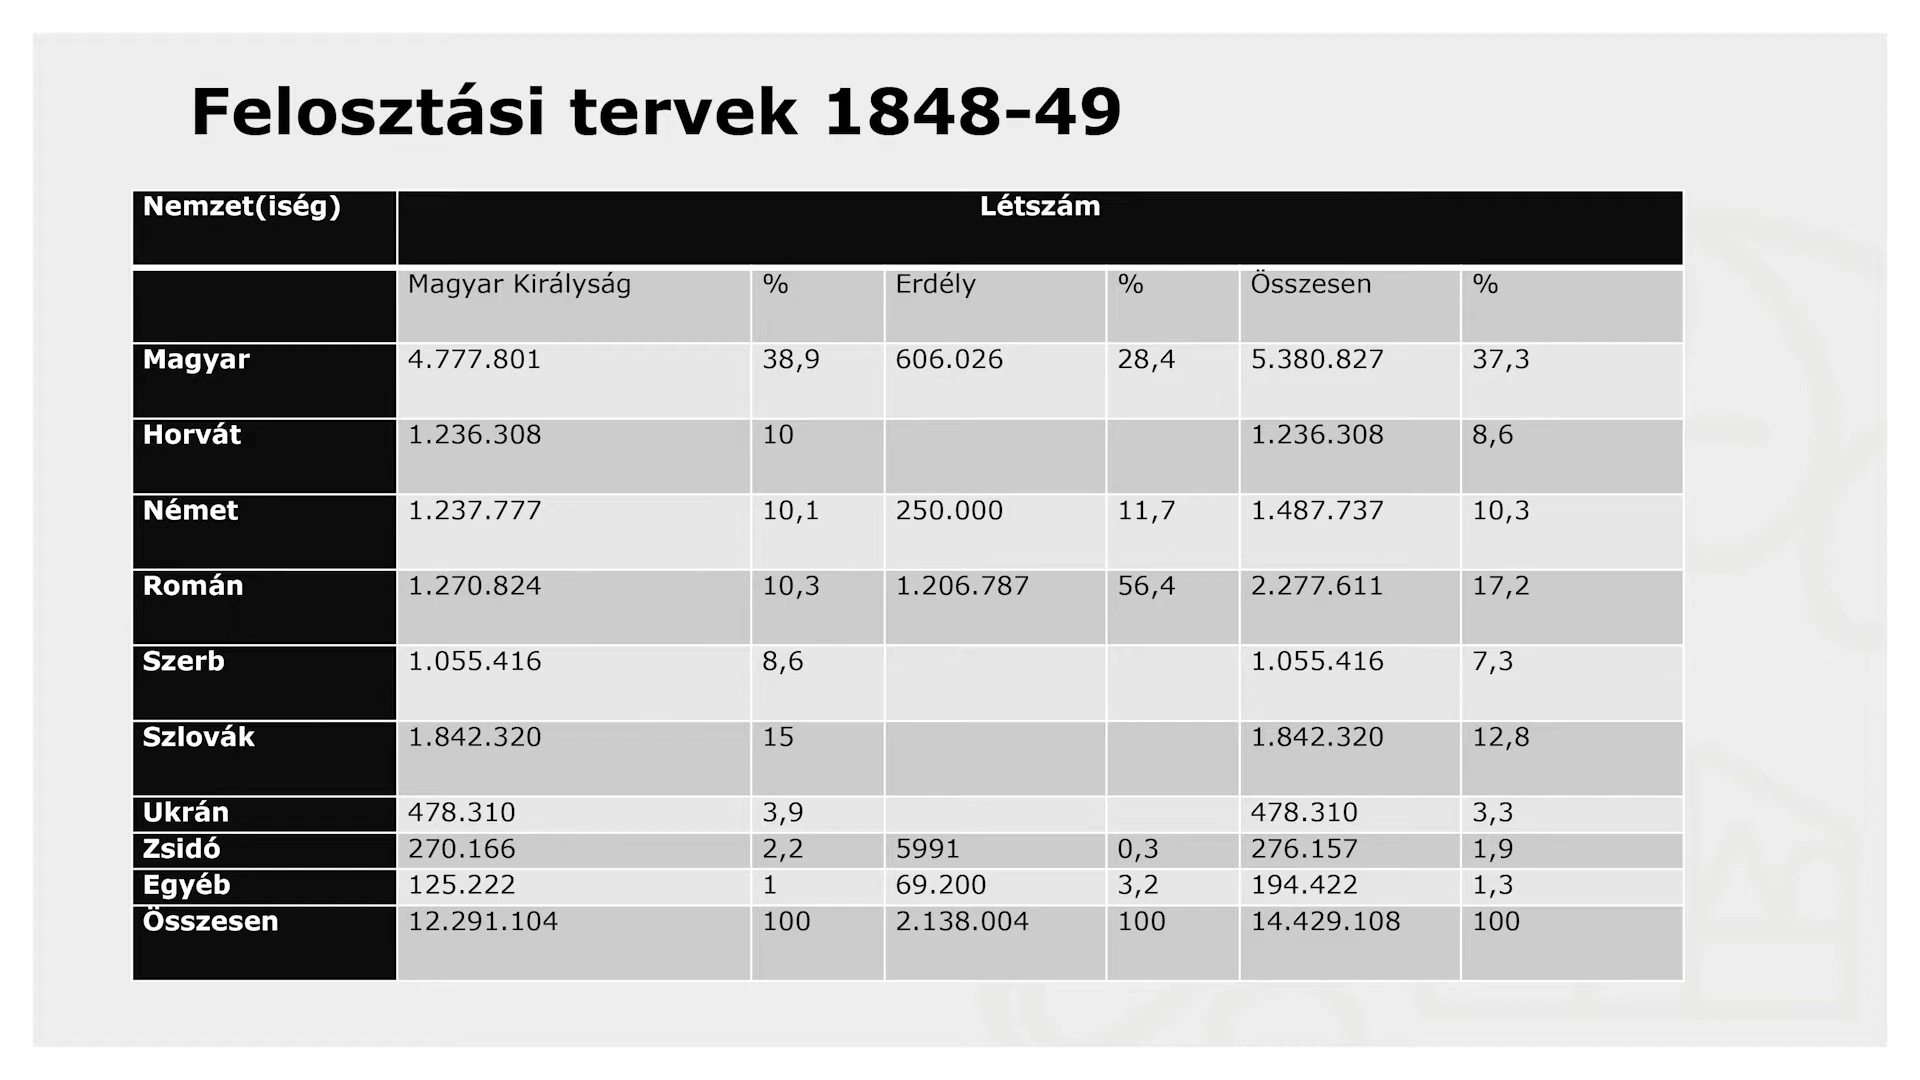 Felosztási tervek 1848-49
Nemzet(iség) Létszám
Magyar Királyság % Erdély % Összesen %
Magyar 4.777.801 38,9 606.026 28,4 5.380.827 37,3
Horvát 1.236.308 10 1.236.308 8,6
Német 1.237.777 10,1 250.000 11,7 1.487.737 10,3
Román 1.270.824 10,3 1.206.787 56,4 2.277.611 17,2
Szerb 1.055.416 8,6 1.055.416 7,3
Szlovák 1.842.320 15 1.842.320 12,8
Ukrán 478.310 3,9 478.310 3,3
Zsidó 270.166 2,2 5991 0,3 276.157 1,9
Egyéb 125.222 1 69.200 3,2 194.422 1,3
Összesen 12.291.104 100 2.138.004 100 14.429.108 100